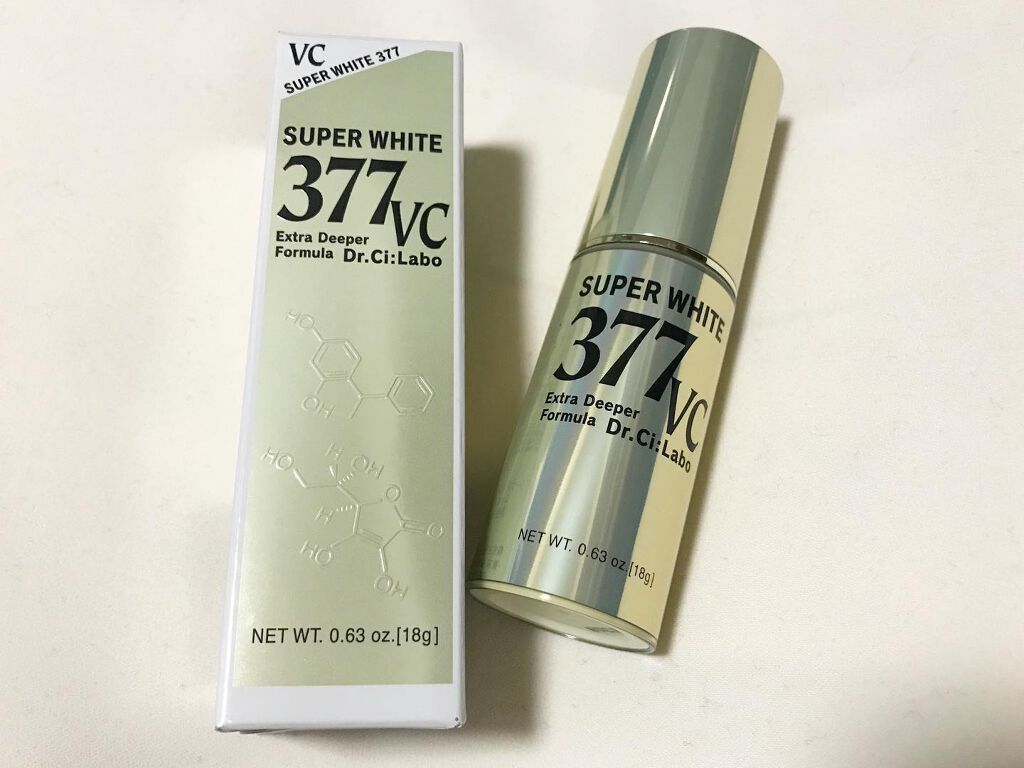 VC
SUPER WHITE 377
SUPER WHITE
377VC
Extra Deeper
Formula Dr.Ci:Labo
HO
OH
HO
H
OH
O
O
H
HO
OH
NET WT. 0.63 oz.[18g]
SUPER WHITE
377VC
Extra Deeper
Formula Dr.Ci:Labo
NET WT. 0.63 oz.[18g]